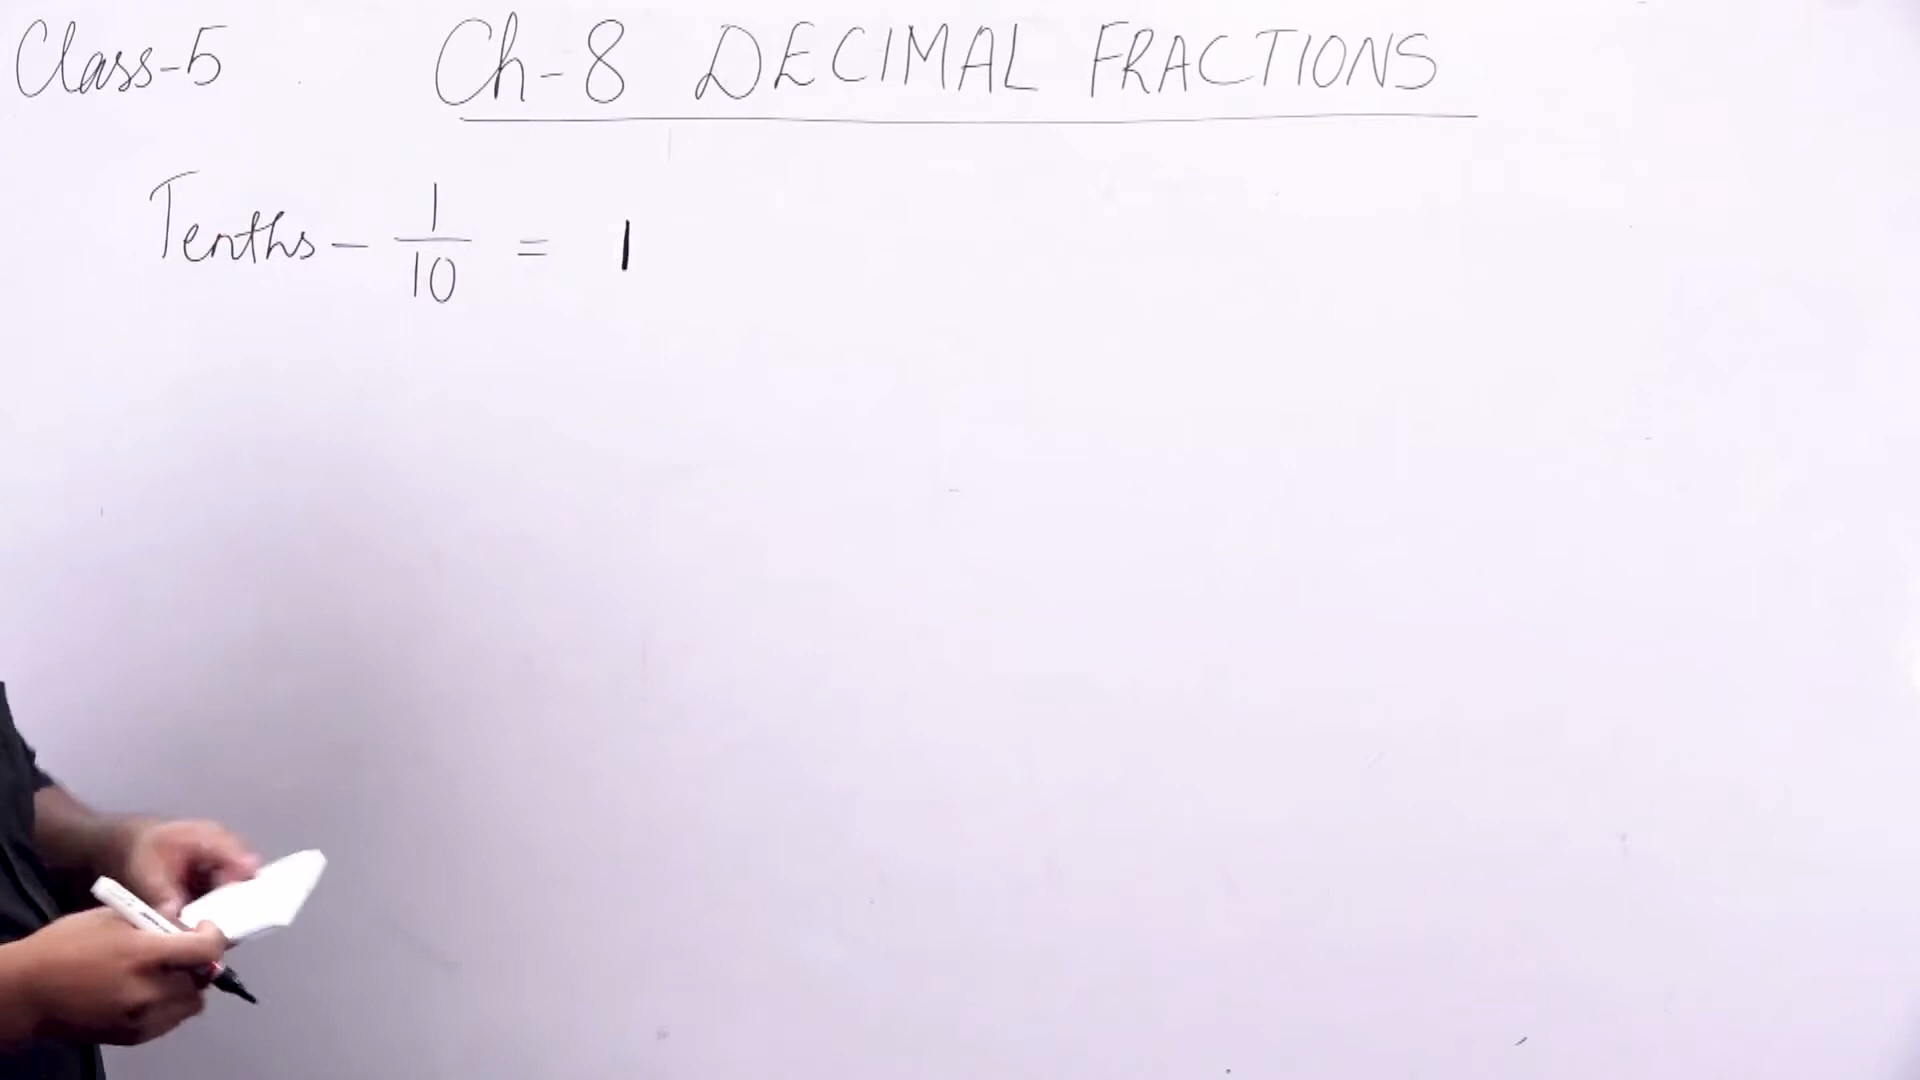 Class-5 Ch-8 DECIMAL FRACTIONS
Tenths - 1/10 = 1